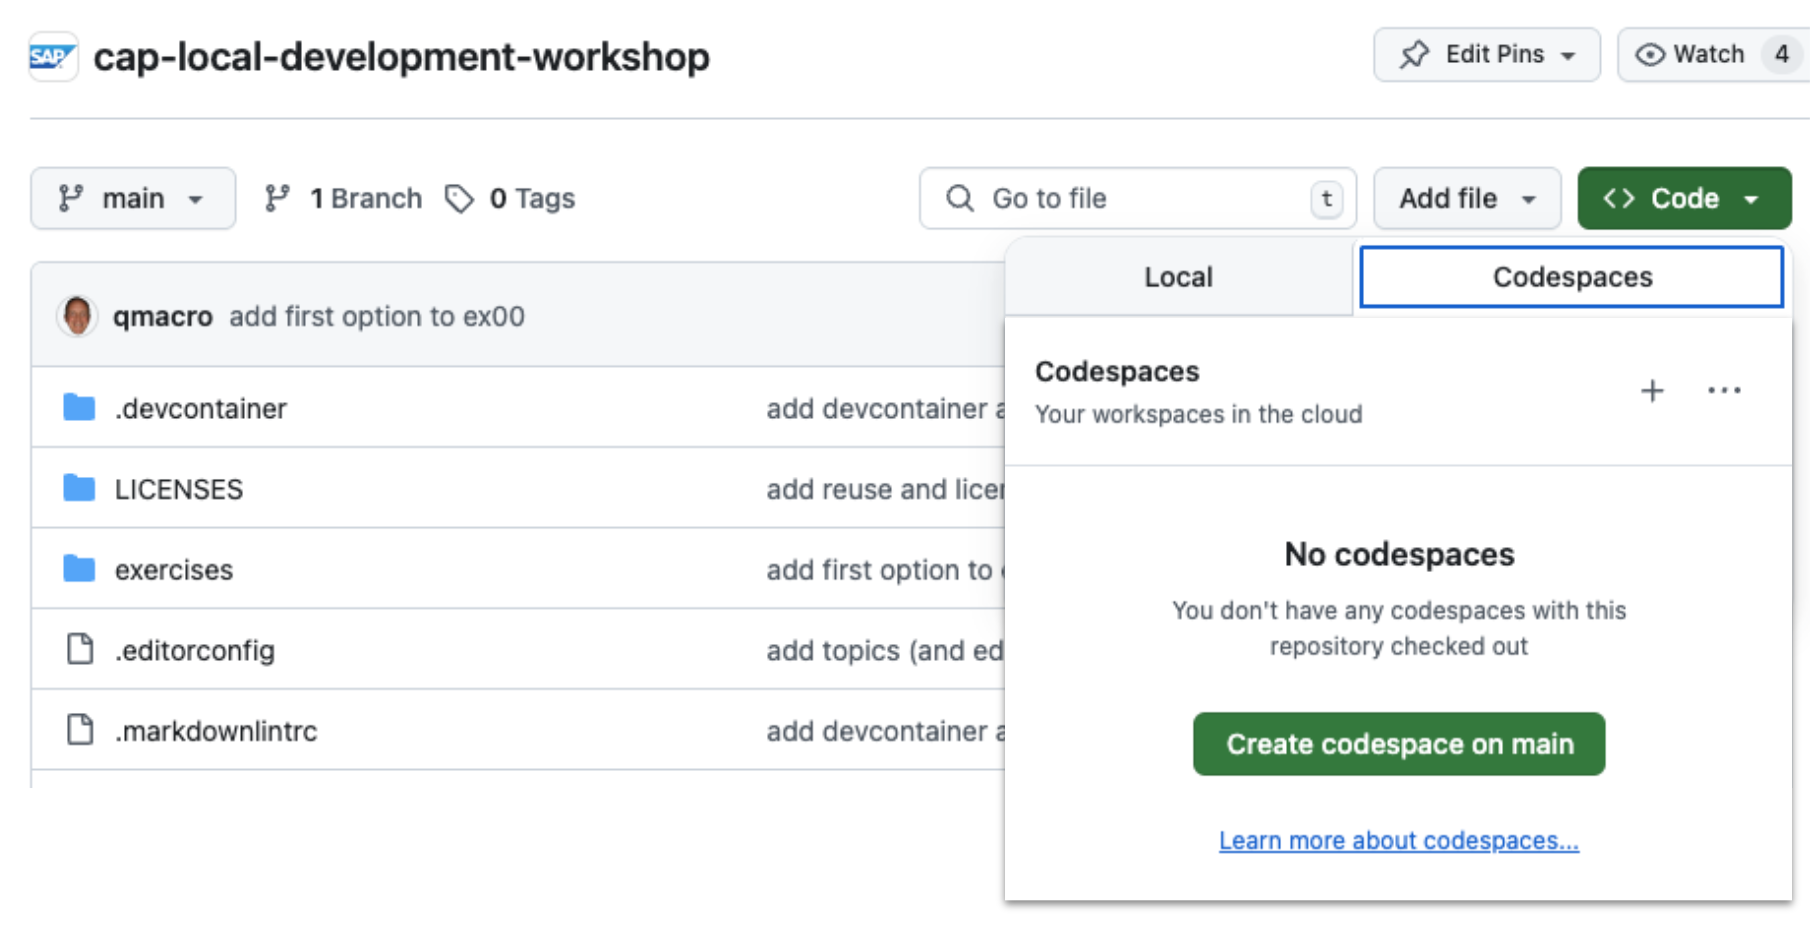 SAP cap-local-development-workshop Edit Pins Watch 4
main 1 Branch 0 Tags Go to file t Add file <> Code
Local Codespaces
qmacro add first option to ex00
Codespaces
Your workspaces in the cloud
.devcontainer add devcontainer
LICENSES add reuse and
No codespaces
You don't have any codespaces with this
repository checked out
exercises add first option to
.editorconfig add topics (and
.markdownlintrc add devcontainer
Create codespace on main
Learn more about codespaces...